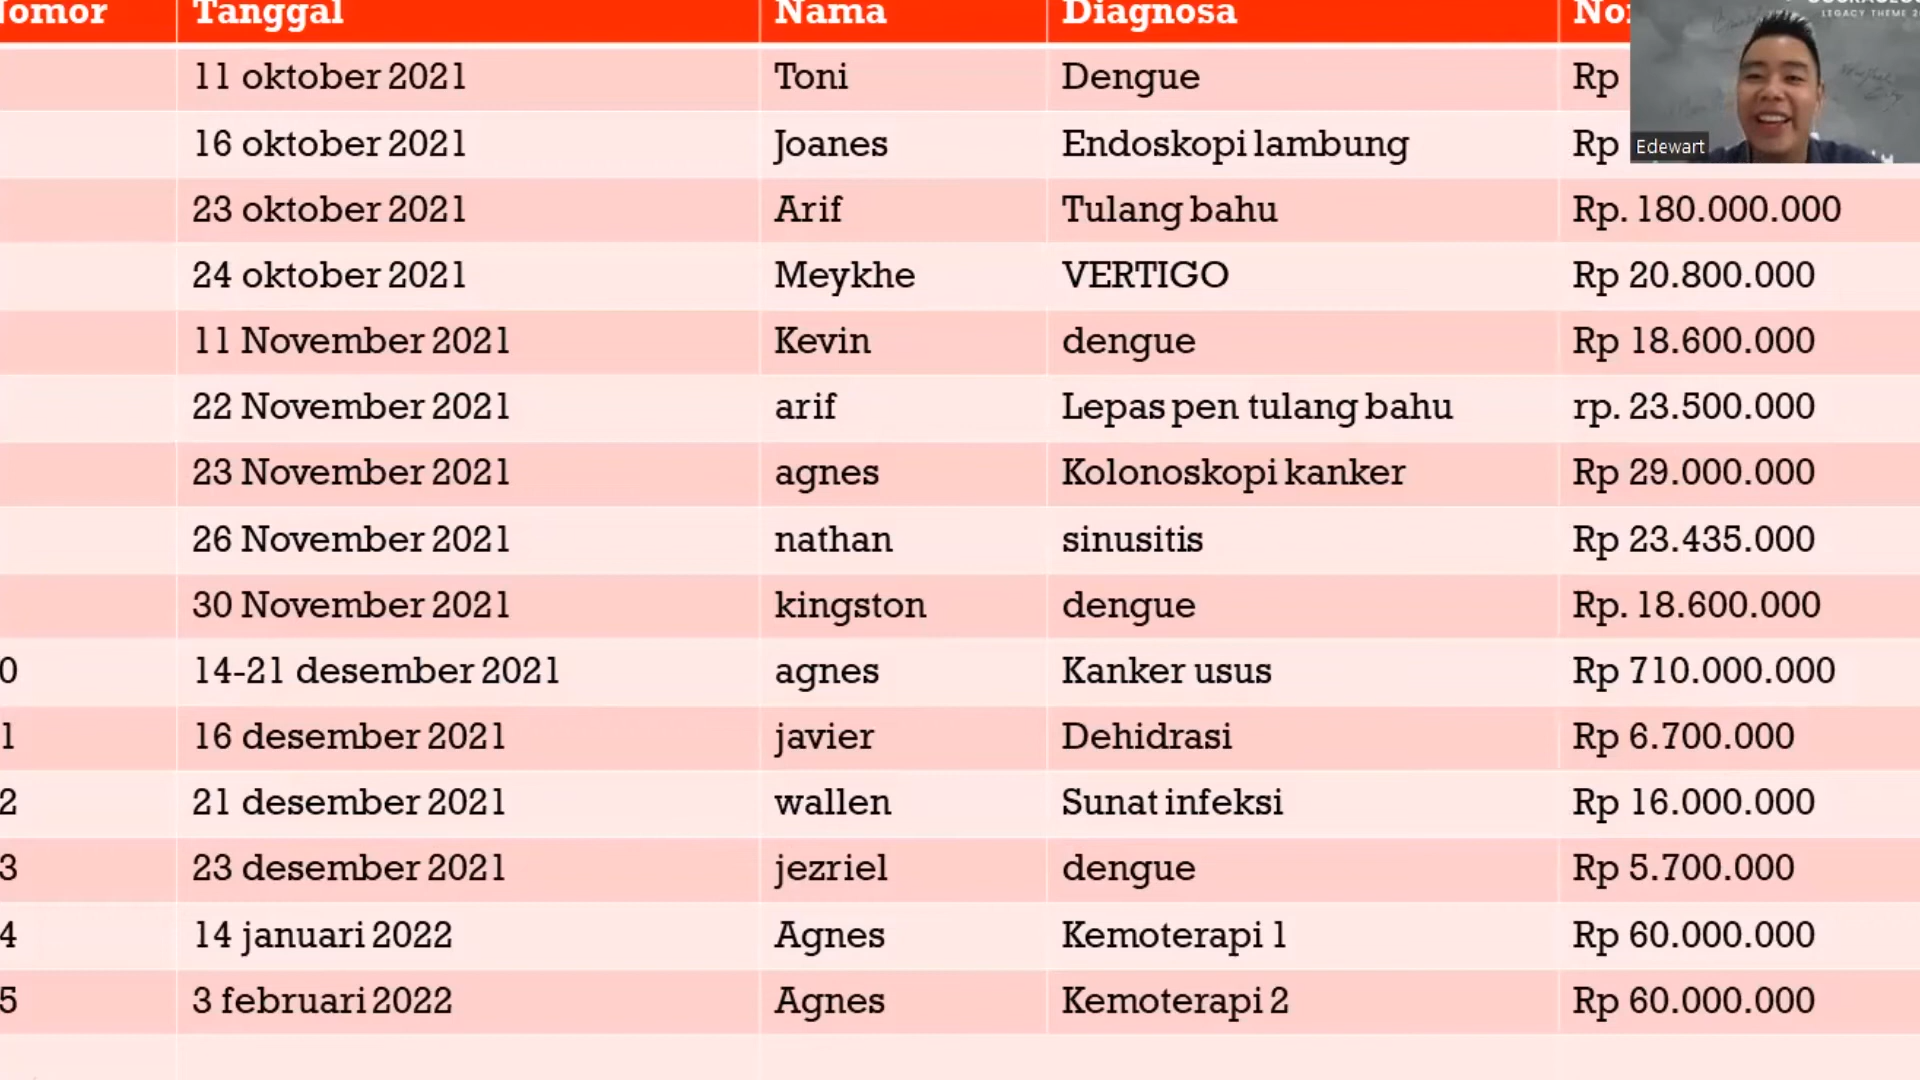 Tanggal Nama Diagnosa
11 oktober 2021 Toni Dengue Rp
16 oktober 2021 Joanes Endoskopi lambung Rp
23 oktober 2021 Arif Tulang bahu Rp. 180.000.000
24 oktober 2021 Meykhe VERTIGO Rp 20.800.000
11 November 2021 Kevin dengue Rp 18.600.000
22 November 2021 arif Lepas pen tulang bahu rp. 23.500.000
23 November 2021 agnes Kolonoskopi kanker Rp 29.000.000
26 November 2021 nathan sinusitis Rp 23.435.000
30 November 2021 kingston dengue Rp. 18.600.000
0 14-21 desember 2021 agnes Kanker usus Rp 710.000.000
1 16 desember 2021 javier Dehidrasi Rp 6.700.000
2 21 desember 2021 wallen Sunat infeksi Rp 16.000.000
3 23 desember 2021 jezriel dengue Rp 5.700.000
4 14 januari 2022 Agnes Kemoterapi 1 Rp 60.000.000
5 3 februari 2022 Agnes Kemoterapi 2 Rp 60.000.000
LEGACY THEME
Edewart